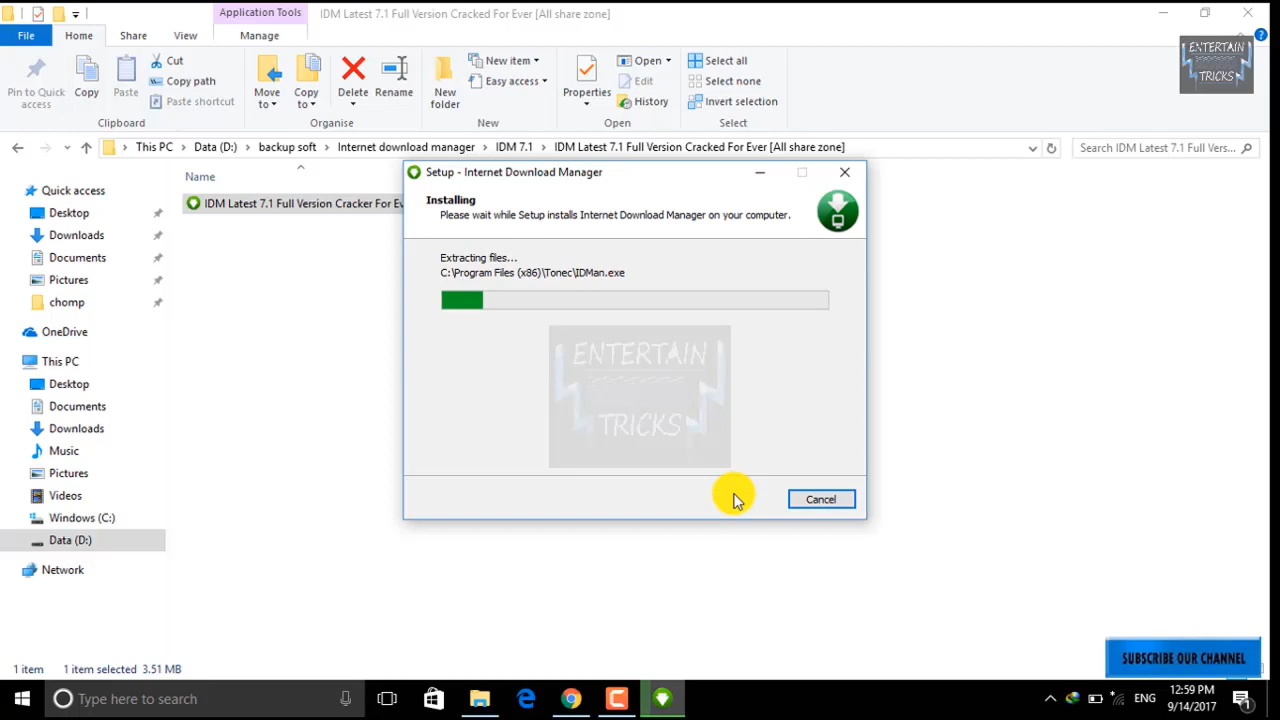 Application Tools
IDM Latest 7.1 Full Version Cracked For Ever [All share zone]
File
Home
Share
View
Manage
ENTERTAIN
TRICKS
Pin to Quick access
Copy
Paste
Cut
Copy path
Paste shortcut
Move to
Copy to
Delete
Rename
New folder
New item
Easy access
Properties
Open
Edit
History
Select all
Select none
Invert selection
Clipboard
Organise
New
Open
Select
This PC
Data (D:)
backup soft
Internet download manager
IDM 7.1
IDM Latest 7.1 Full Version Cracked For Ever [All share zone]
Search IDM Latest 7.1 Full Vers...
Quick access
Desktop
Downloads
Documents
Pictures
chomp
OneDrive
This PC
Desktop
Documents
Downloads
Music
Pictures
Videos
Windows (C:)
Data (D:)
Network
Name
IDM Latest 7.1 Full Version Cracker For Ev
Setup - Internet Download Manager
Installing
Please wait while Setup installs Internet Download Manager on your computer.
Extracting files...
C:\Program Files (x86)\Tonec\IDMan.exe
ENTERTAIN
TRICKS
Cancel
1 item
1 item selected 3.51 MB
SUBSCRIBE OUR CHANNEL
Type here to search
ENG
12:59 PM
9/14/2017
1